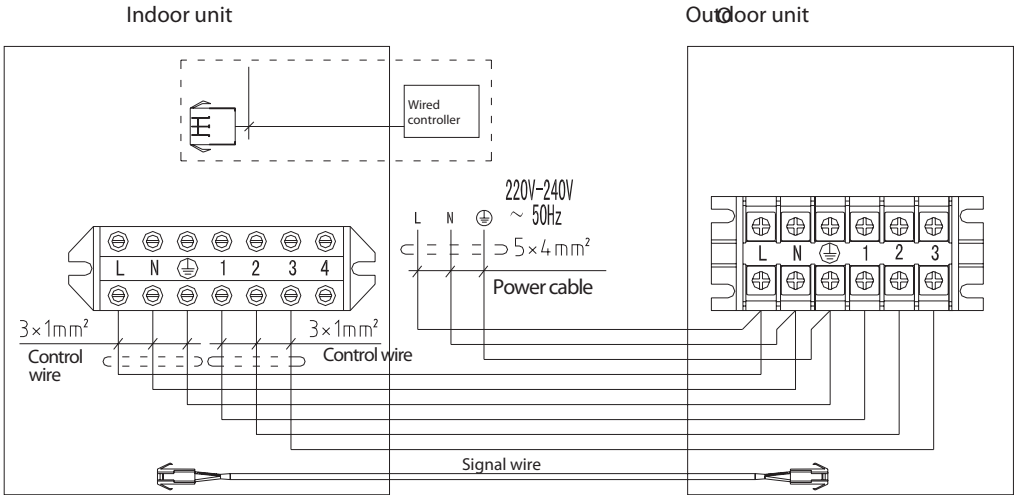 Indoor unit
Outdoor unit
Wired
controller
220V-240V
L N ~ 50Hz
5×4mm²
Power cable
L N 1 2 3 4
L N 1 2 3
3×1mm²
Control
wire
3×1mm²
Control wire
Signal wire